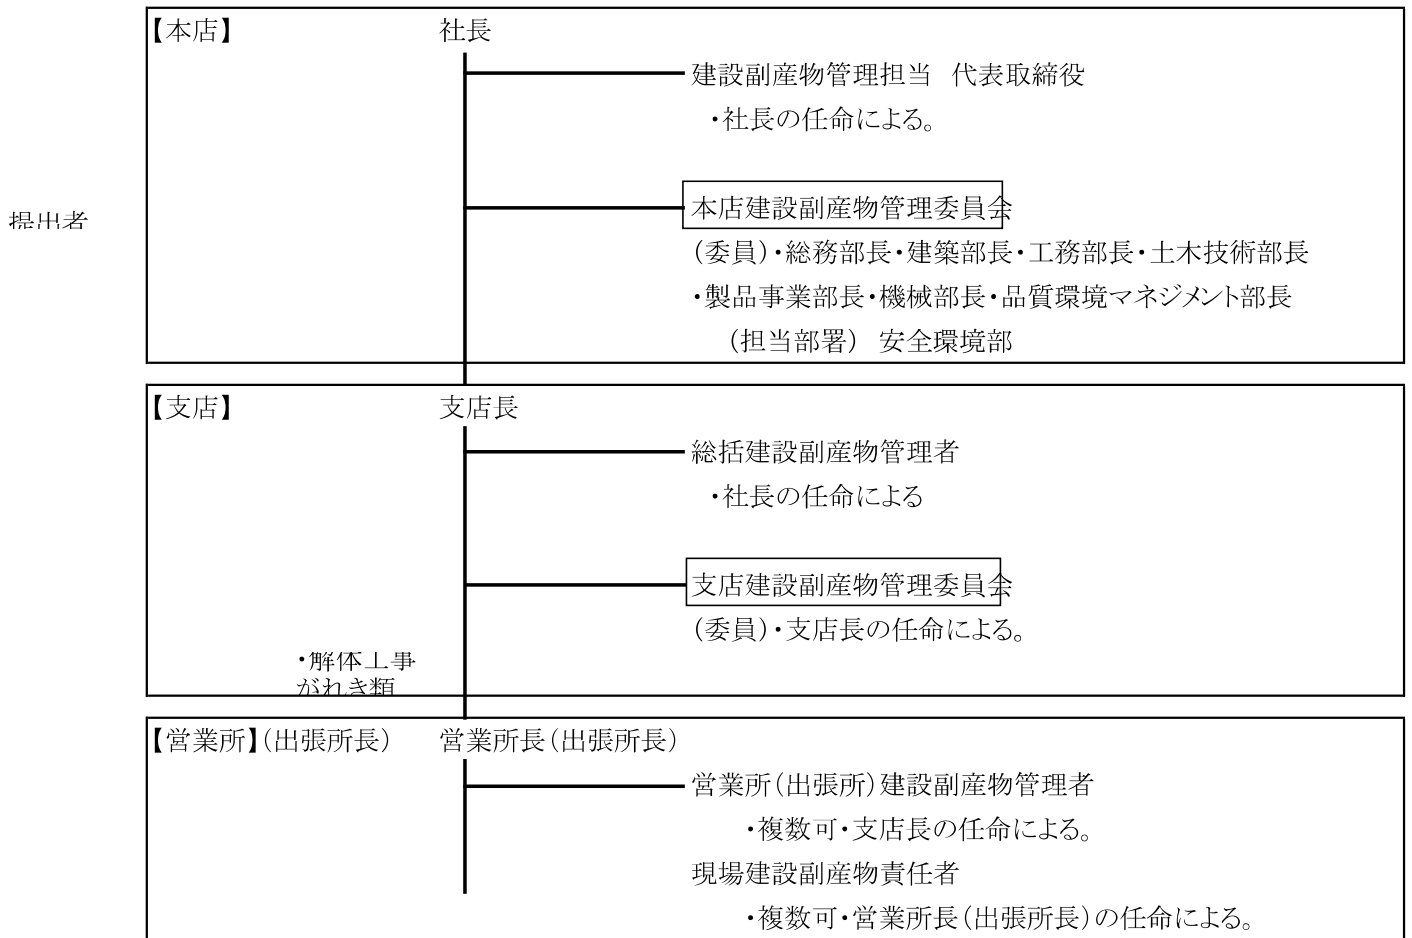 【本店】 社長
建設副産物管理担当 代表取締役
・社長の任命による。
提出者
本店建設副産物管理委員会
（委員）・総務部長・建築部長・工務部長・土木技術部長
・製品事業部長・機械部長・品質環境マネジメント部長
（担当部署） 安全環境部
【支店】 支店長
総括建設副産物管理者
・社長の任命による
支店建設副産物管理委員会
（委員）・支店長の任命による。
・解体工事
がれき類
【営業所】（出張所長） 営業所長（出張所長）
営業所（出張所）建設副産物管理者
・複数可・支店長の任命による。
現場建設副産物責任者
・複数可・営業所長（出張所長）の任命による。